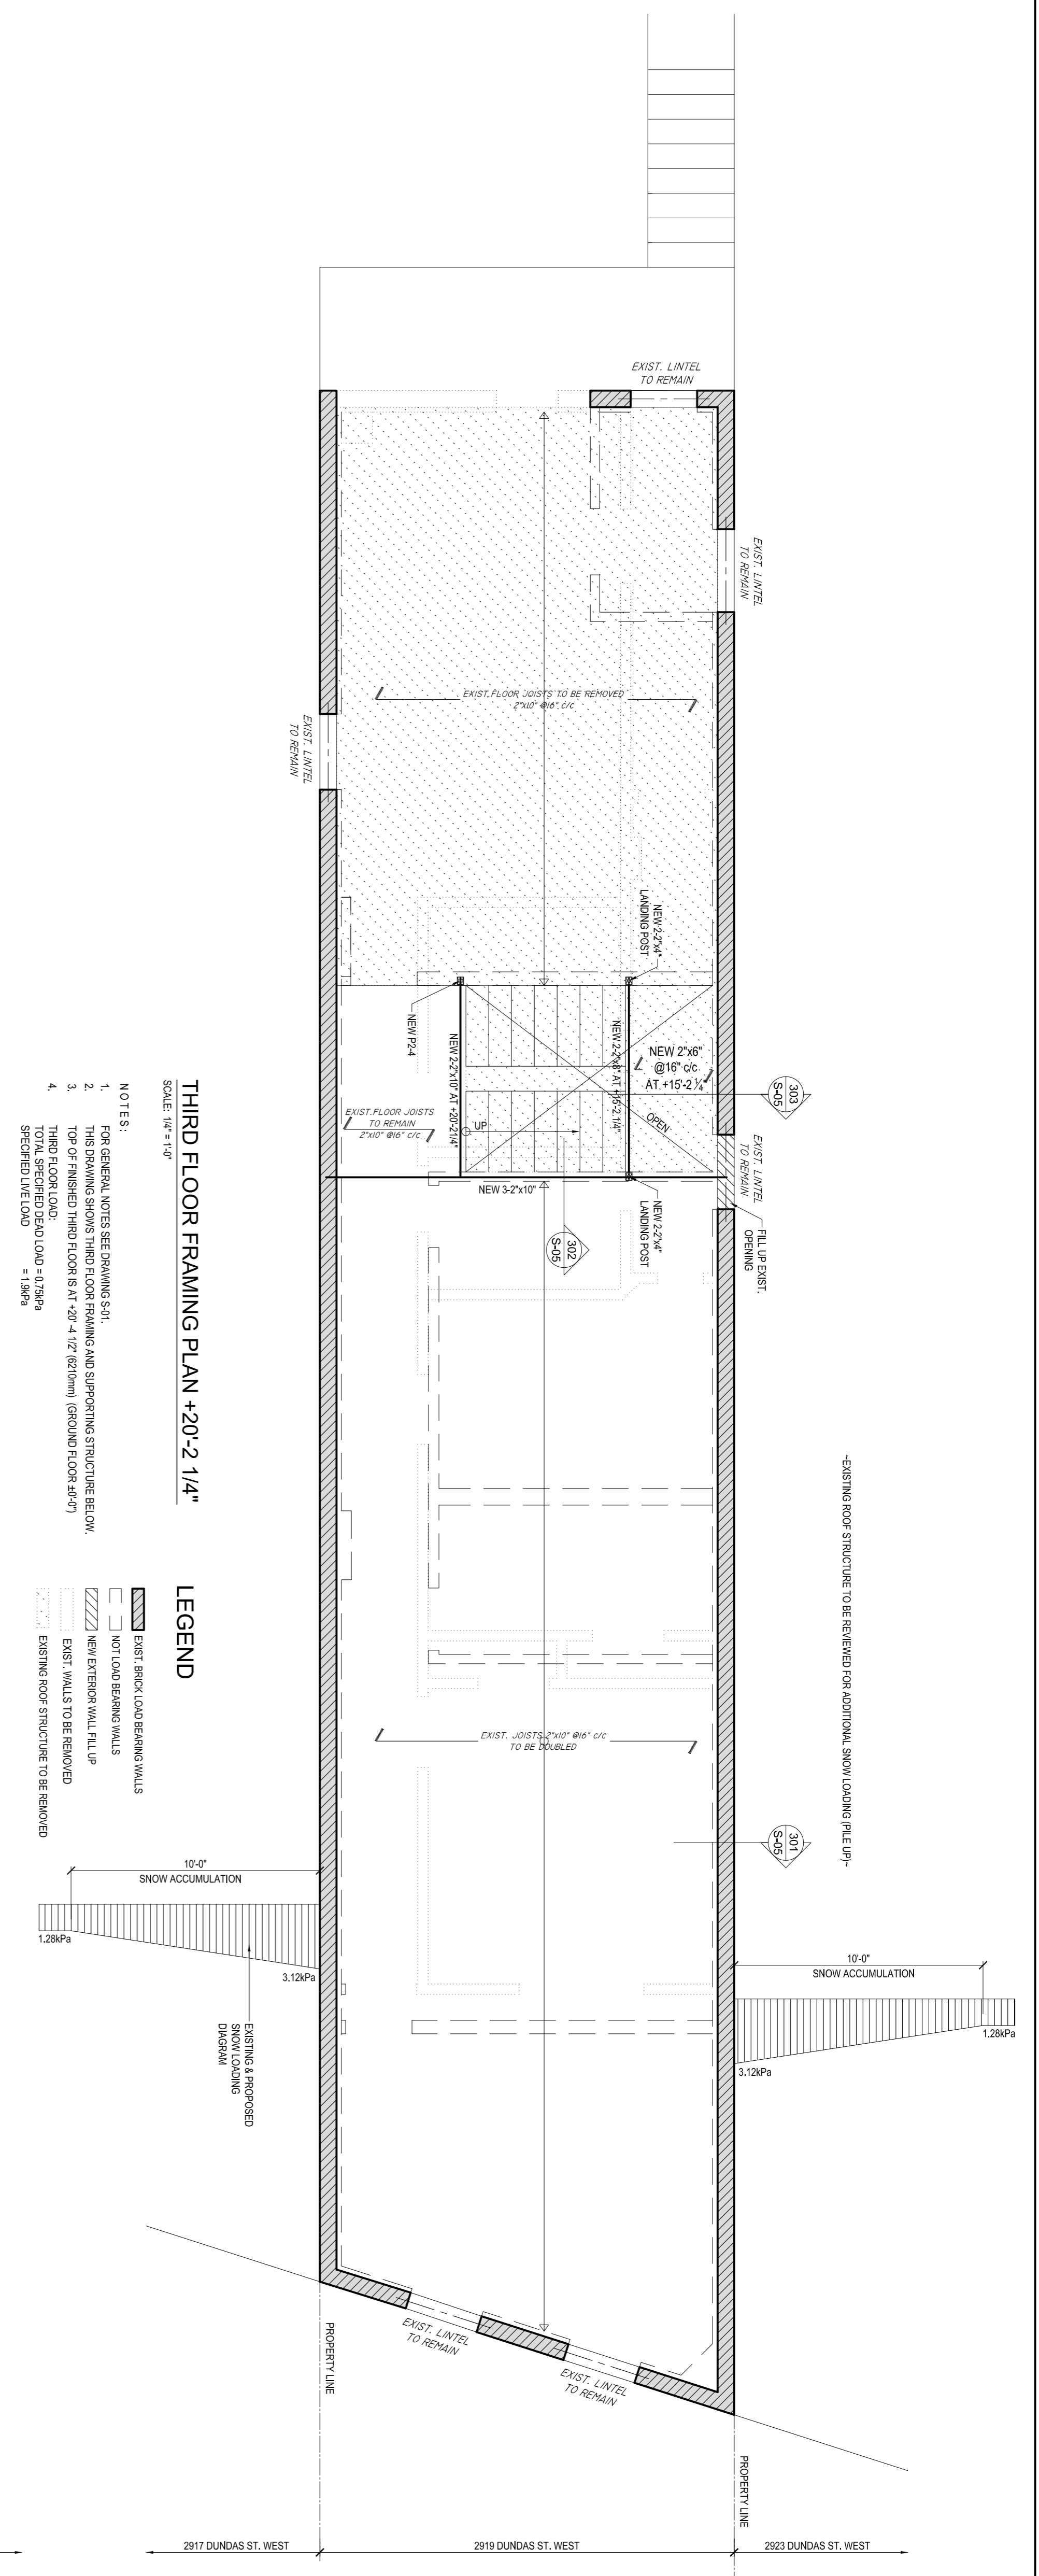 EXIST. LINTEL
TO REMAIN
EXIST. LINTEL
TO REMAIN
EXIST.FLOOR JOISTS TO BE REMOVED
2"x10" @16" c/c
EXIST. LINTEL
TO REMAIN
NEW 2-2"x4"
LANDING POST
NEW P2-4
NEW 2-2"x10" AT +20'-21/4"
NEW 2-2"x8" AT +15'-2 1/4"
NEW 2"x6"
@16" c/c
AT +15'-2 1/4"
303
S-05
OPEN
UP
EXIST.FLOOR JOISTS
TO REMAIN
2"x10" @16" c/c
EXIST. LINTEL
TO REMAIN
FILL UP EXIST.
OPENING
NEW 3-2"x10"
NEW 2-2"x4"
LANDING POST
302
S-05
~EXISTING ROOF STRUCTURE TO BE REVIEWED FOR ADDITIONAL SNOW LOADING (PILE UP)~
THIRD FLOOR FRAMING PLAN +20'-2 1/4"
SCALE: 1/4" = 1'-0"
NOTES:
1. FOR GENERAL NOTES SEE DRAWING S-01.
2. THIS DRAWING SHOWS THIRD FLOOR FRAMING AND SUPPORTING STRUCTURE BELOW.
3. TOP OF FINISHED THIRD FLOOR IS AT +20'-4 1/2" (6210mm) (GROUND FLOOR ±0'-0")
4. THIRD FLOOR LOAD:
TOTAL SPECIFIED DEAD LOAD = 0.75kPa
SPECIFIED LIVE LOAD = 1.9kPa
LEGEND
EXIST. BRICK LOAD BEARING WALLS
NOT LOAD BEARING WALLS
NEW EXTERIOR WALL FILL UP
EXIST. WALLS TO BE REMOVED
EXISTING ROOF STRUCTURE TO BE REMOVED
EXIST. JOISTS 2"x10" @16" c/c
TO BE DOUBLED
301
S-05
10'-0"
SNOW ACCUMULATION
1.28kPa
3.12kPa
EXISTING & PROPOSED
SNOW LOADING
DIAGRAM
10'-0"
SNOW ACCUMULATION
1.28kPa
3.12kPa
EXIST. LINTEL
TO REMAIN
EXIST. LINTEL
TO REMAIN
PROPERTY LINE
PROPERTY LINE
2917 DUNDAS ST. WEST
2919 DUNDAS ST. WEST
2923 DUNDAS ST. WEST